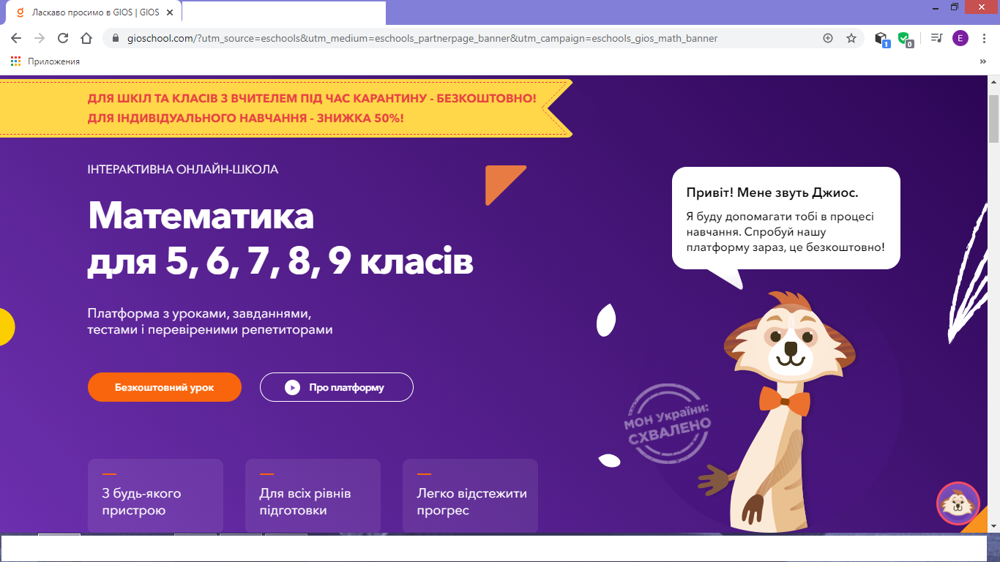 Ласкаво просимо в GIOS | GIOS
gioschool.com/?utm_source=eschools&utm_medium=eschools_partnerpage_banner&utm_campaign=eschools_gios_math_banner
1
0
E
Приложения
ДЛЯ ШКІЛ ТА КЛАСІВ З ВЧИТЕЛЕМ ПІД ЧАС КАРАНТИНУ - БЕЗКОШТОВНО!
ДЛЯ ІНДИВІДУАЛЬНОГО НАВЧАННЯ - ЗНИЖКА 50%!
ІНТЕРАКТИВНА ОНЛАЙН-ШКОЛА
Математика
для 5, 6, 7, 8, 9 класів
Платформа з уроками, завданнями,
тестами і перевіреними репетиторами
Безкоштовний урок
Про платформу
Привіт! Мене звуть Джиос.
Я буду допомагати тобі в процесі
навчання. Спробуй нашу
платформу зараз, це безкоштовно!
МОН України:
СХВАЛЕНО
З будь-якого
пристрою
Для всіх рівнів
підготовки
Легко відстежити
прогрес